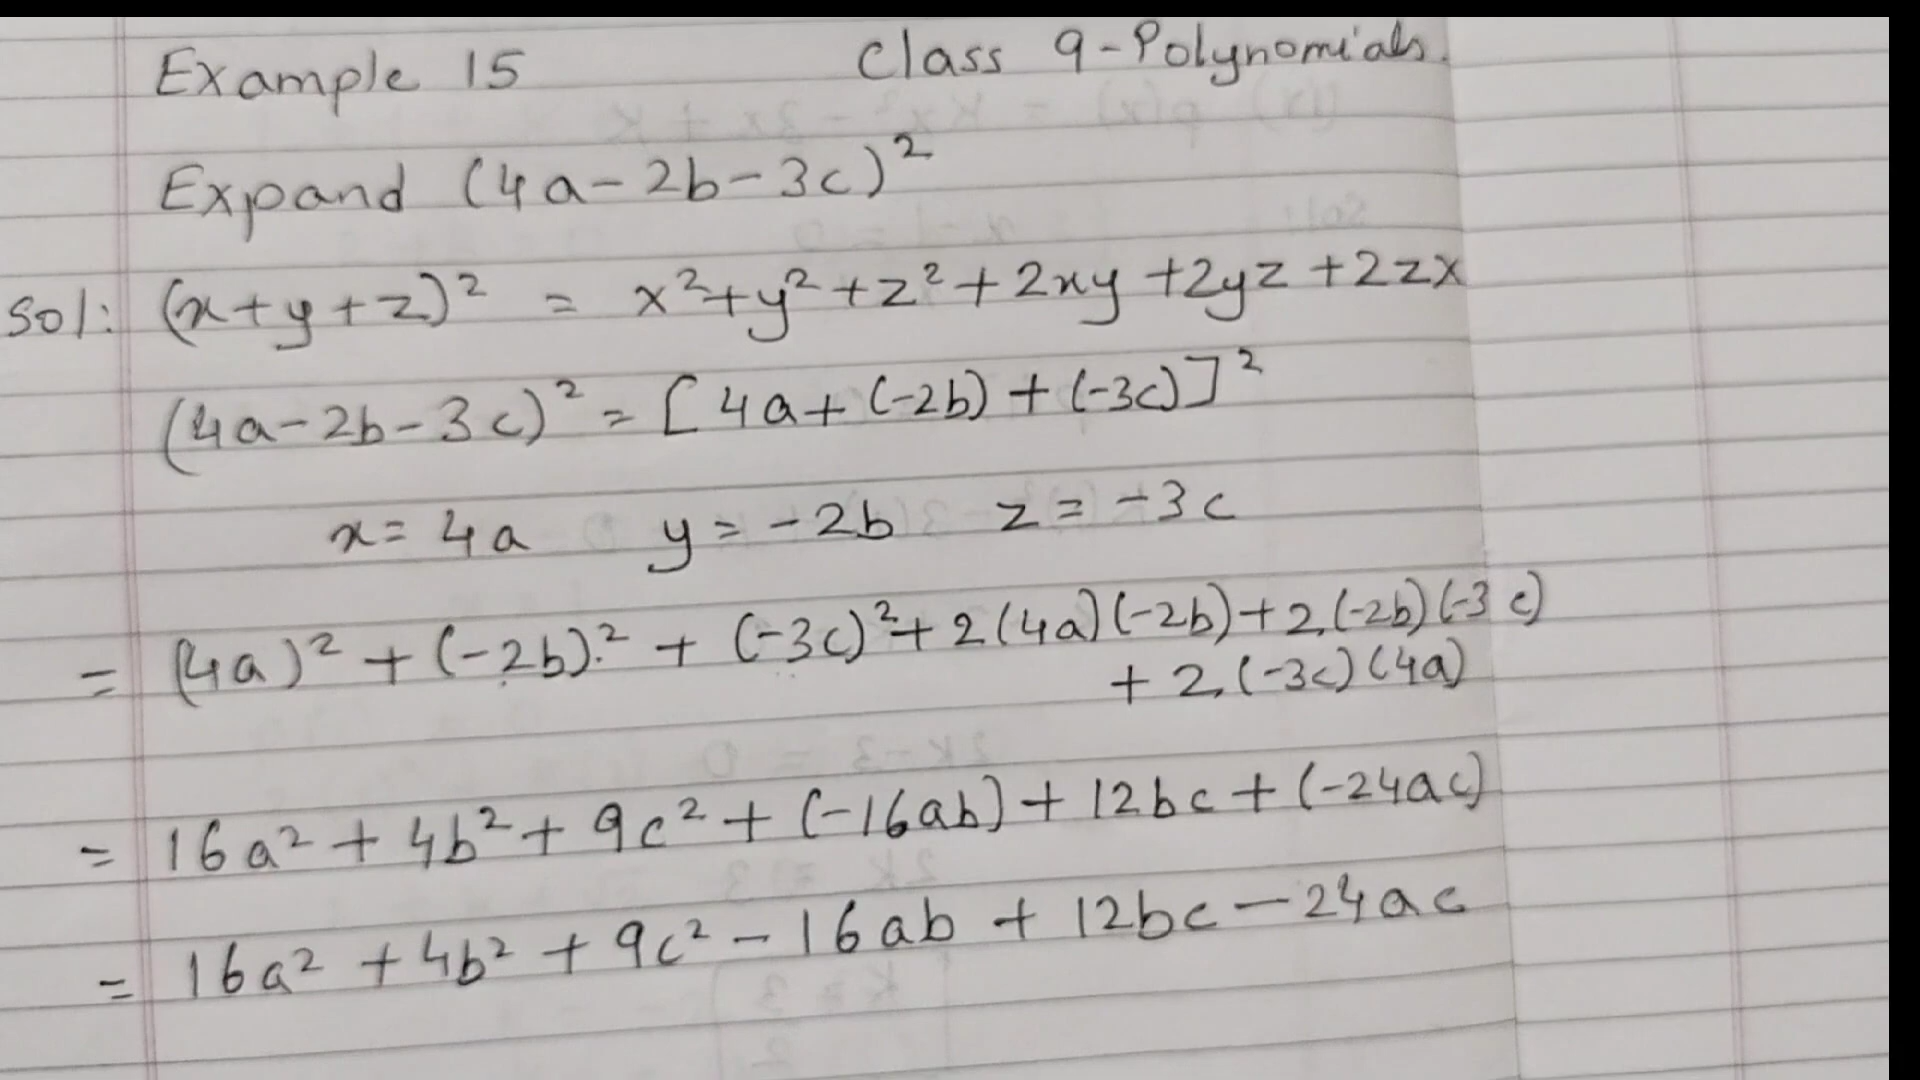 Example 15 Class 9-Polynomials.
Expand (4a-2b-3c)²
Sol: (x+y+z)² = x²+y²+z²+2xy+2yz+2zx
(4a-2b-3c)² = [4a+(-2b)+(-3c)]²
x=4a y=-2b z=-3c
= (4a)²+(-2b)²+(-3c)²+2(4a)(-2b)+2.(-2b)(-3c)
+2.(-3c)(4a)
= 16a²+4b²+9c²+(-16ab)+12bc+(-24ac)
= 16a²+4b²+9c²-16ab+12bc-24ac